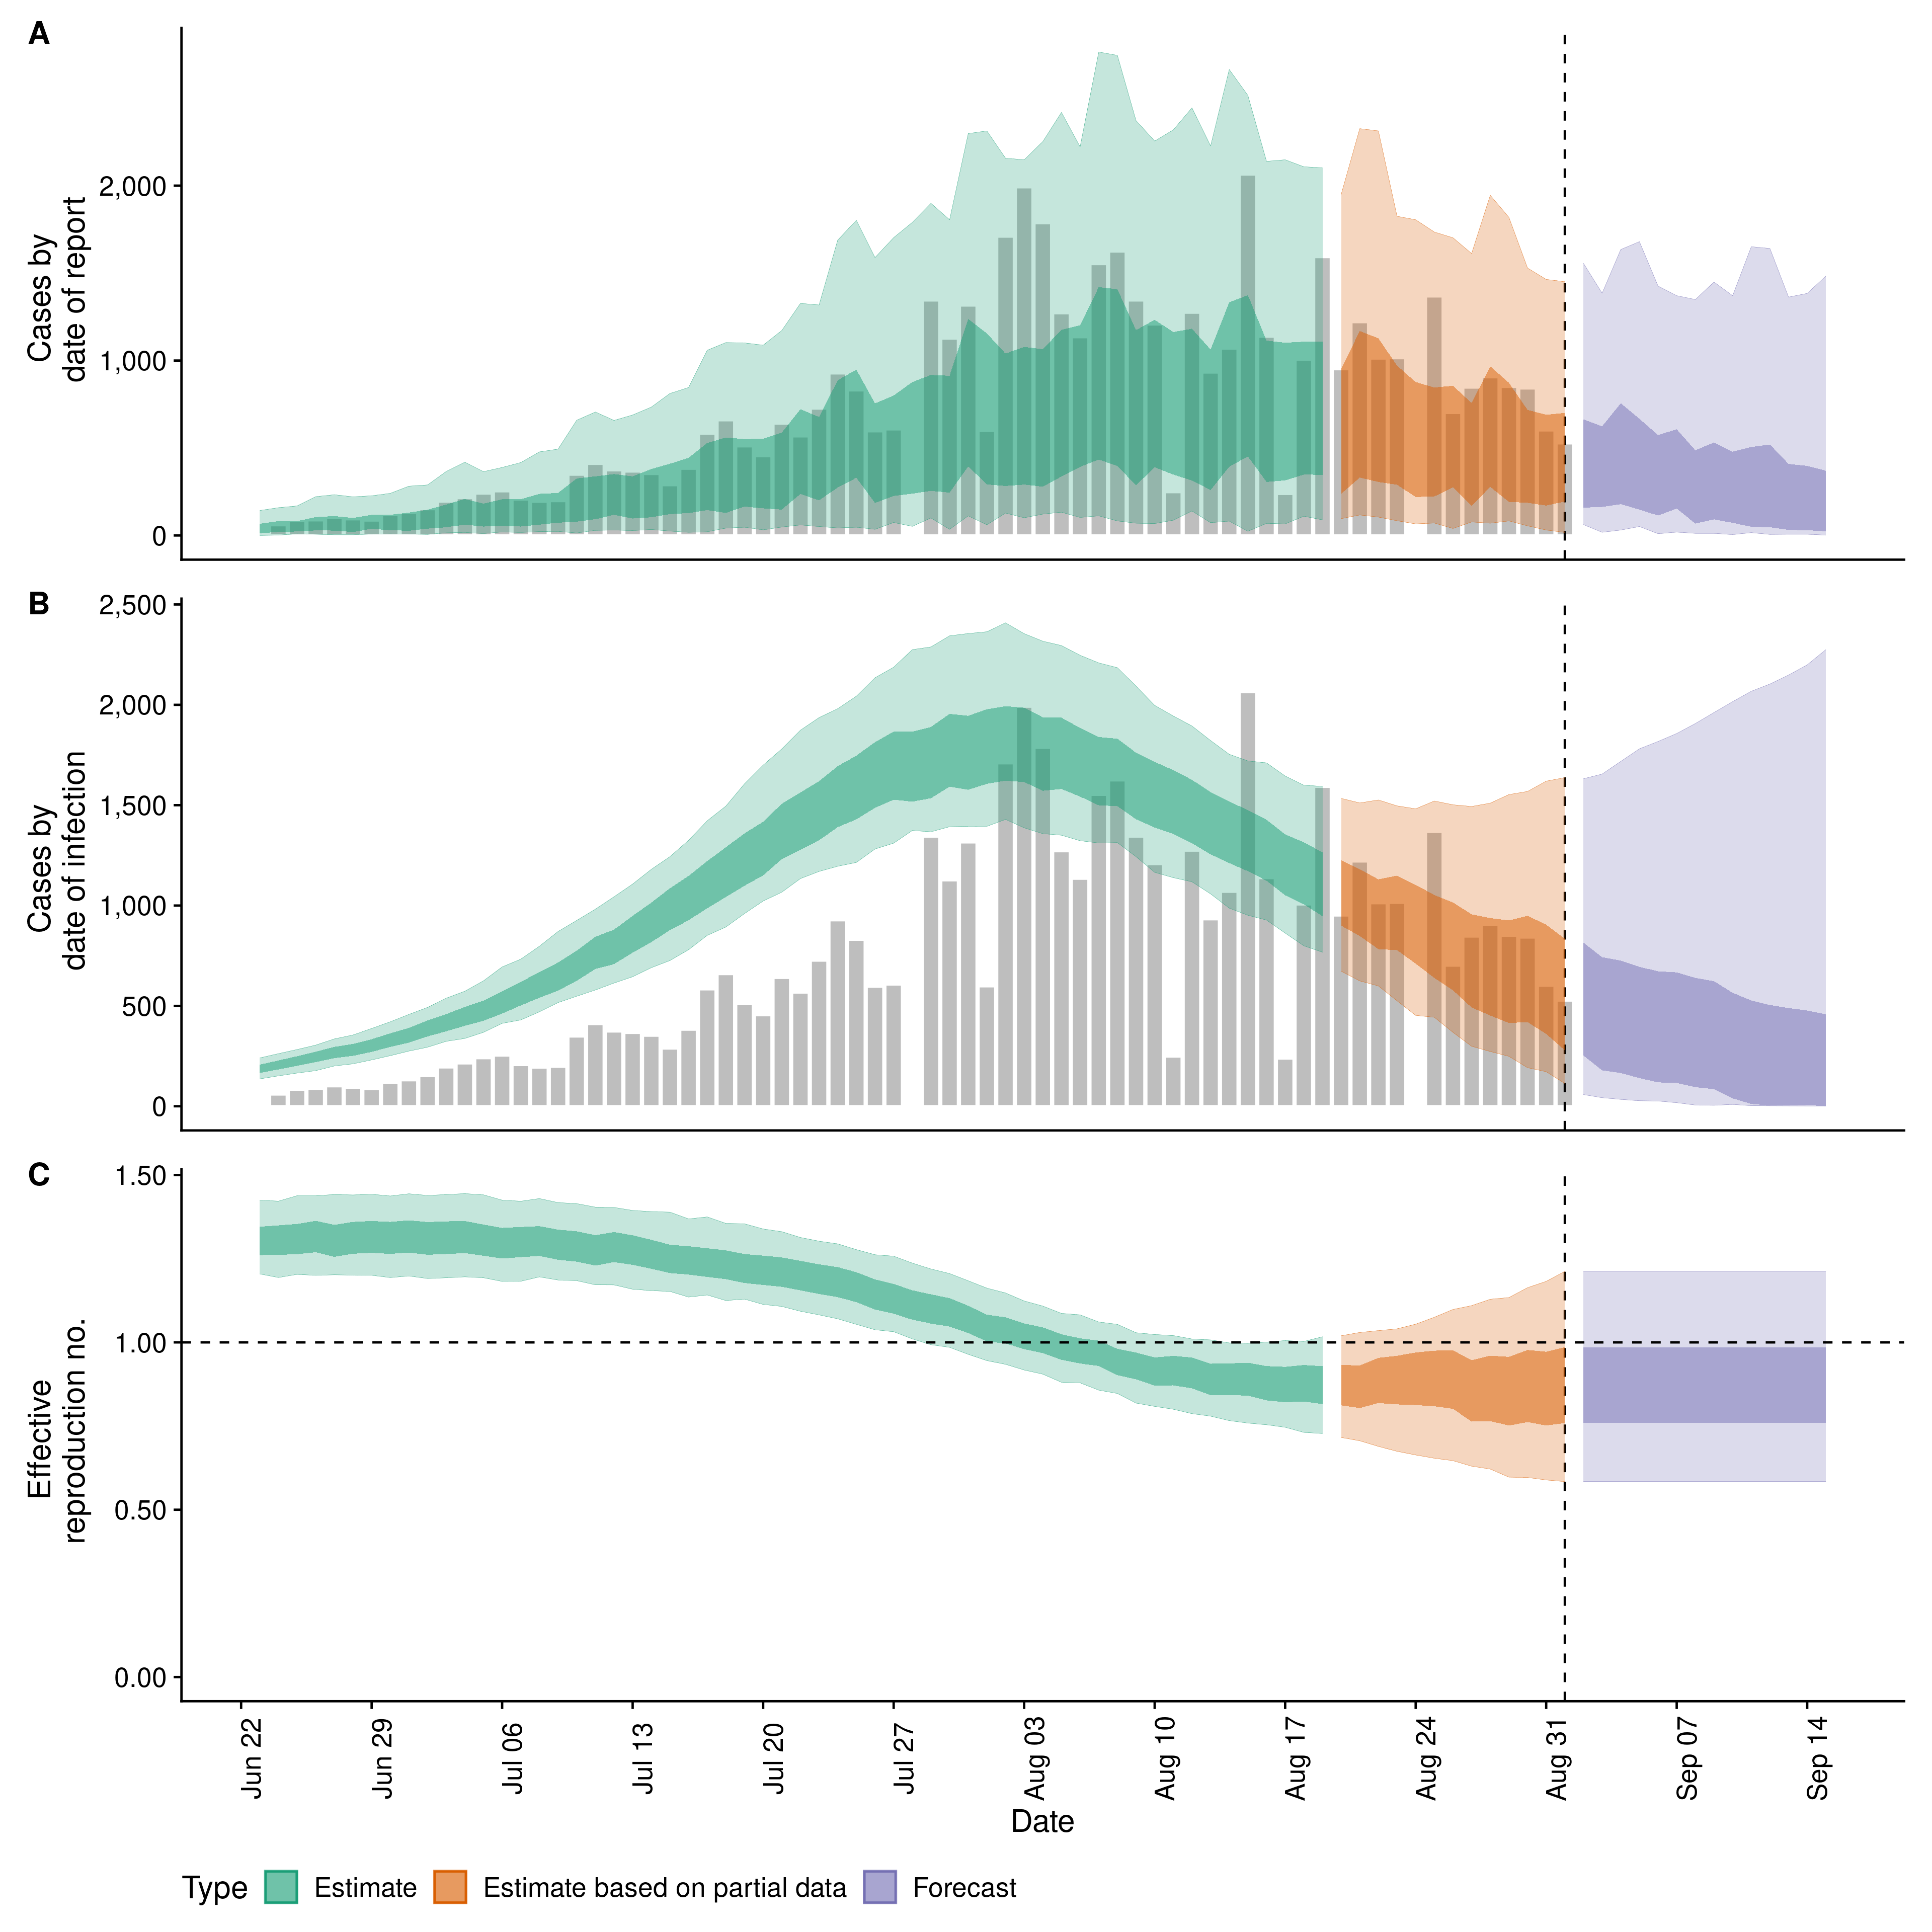 A
Cases by
date of report
2,000
1,000
0
B
Cases by
date of infection
2,500
2,000
1,500
1,000
500
0
C
Effective
reproduction no.
1.50
1.00
0.50
0.00
Jun 22
Jun 29
Jul 06
Jul 13
Jul 20
Jul 27
Aug 03
Aug 10
Aug 17
Aug 24
Aug 31
Sep 07
Sep 14
Date
Type Estimate Estimate based on partial data Forecast